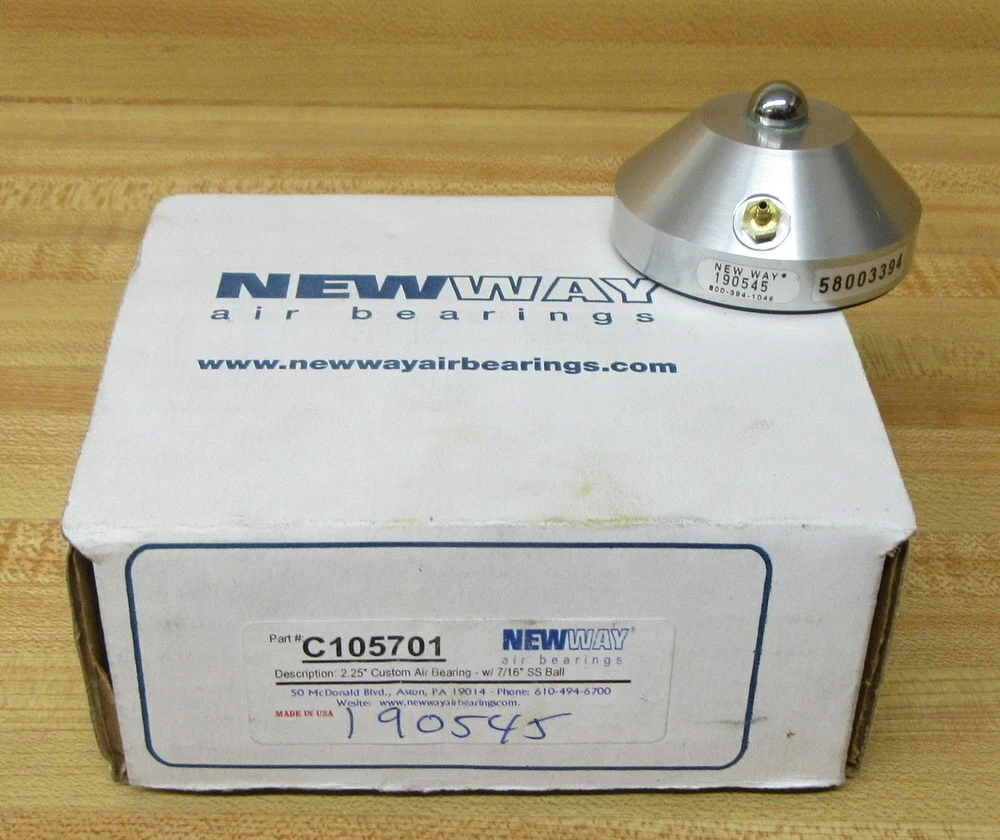 NEW WAY®
190545
800-394-1046
58003394
NEWWAY
air bearings
www.newwayairbearings.com
Part #: C105701
NEWWAY®
air bearings
Description: 2.25" Custom Air Bearing - w/ 7/16" SS Ball
50 McDonald Blvd., Aston, PA 19014 - Phone: 610-494-6700
Wesite: www.newwayairbearings.com.
MADE IN USA
190545